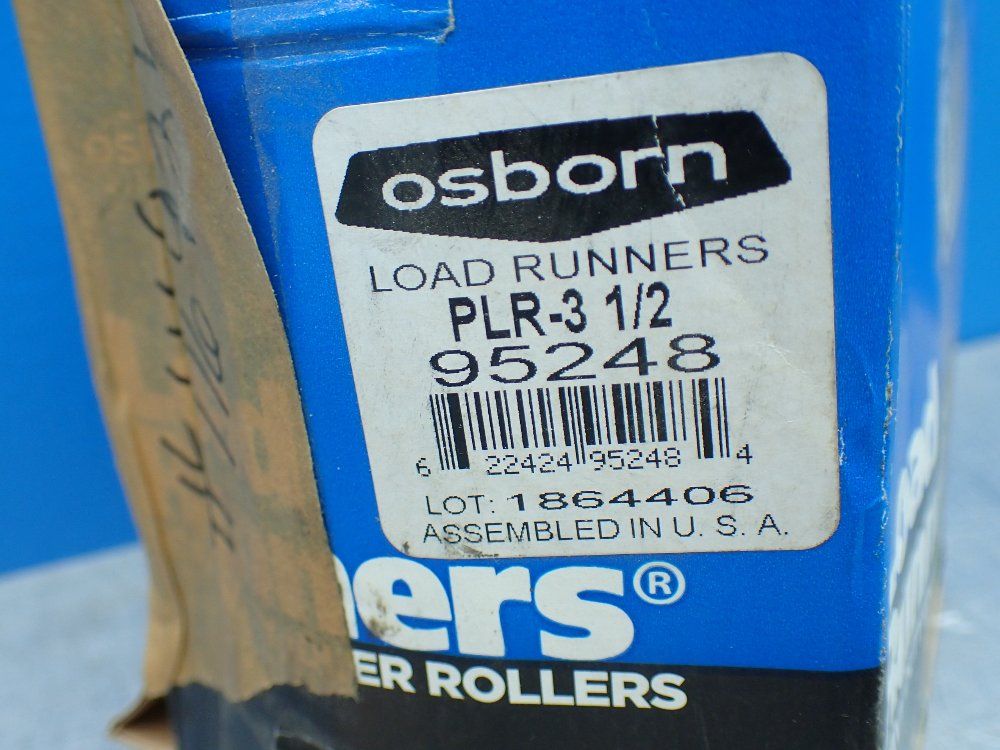 osborn
LOAD RUNNERS
PLR-3 1/2
95248
6 22424 95248 4
LOT: 1864406
ASSEMBLED IN U. S. A.
ners®
ER ROLLERS